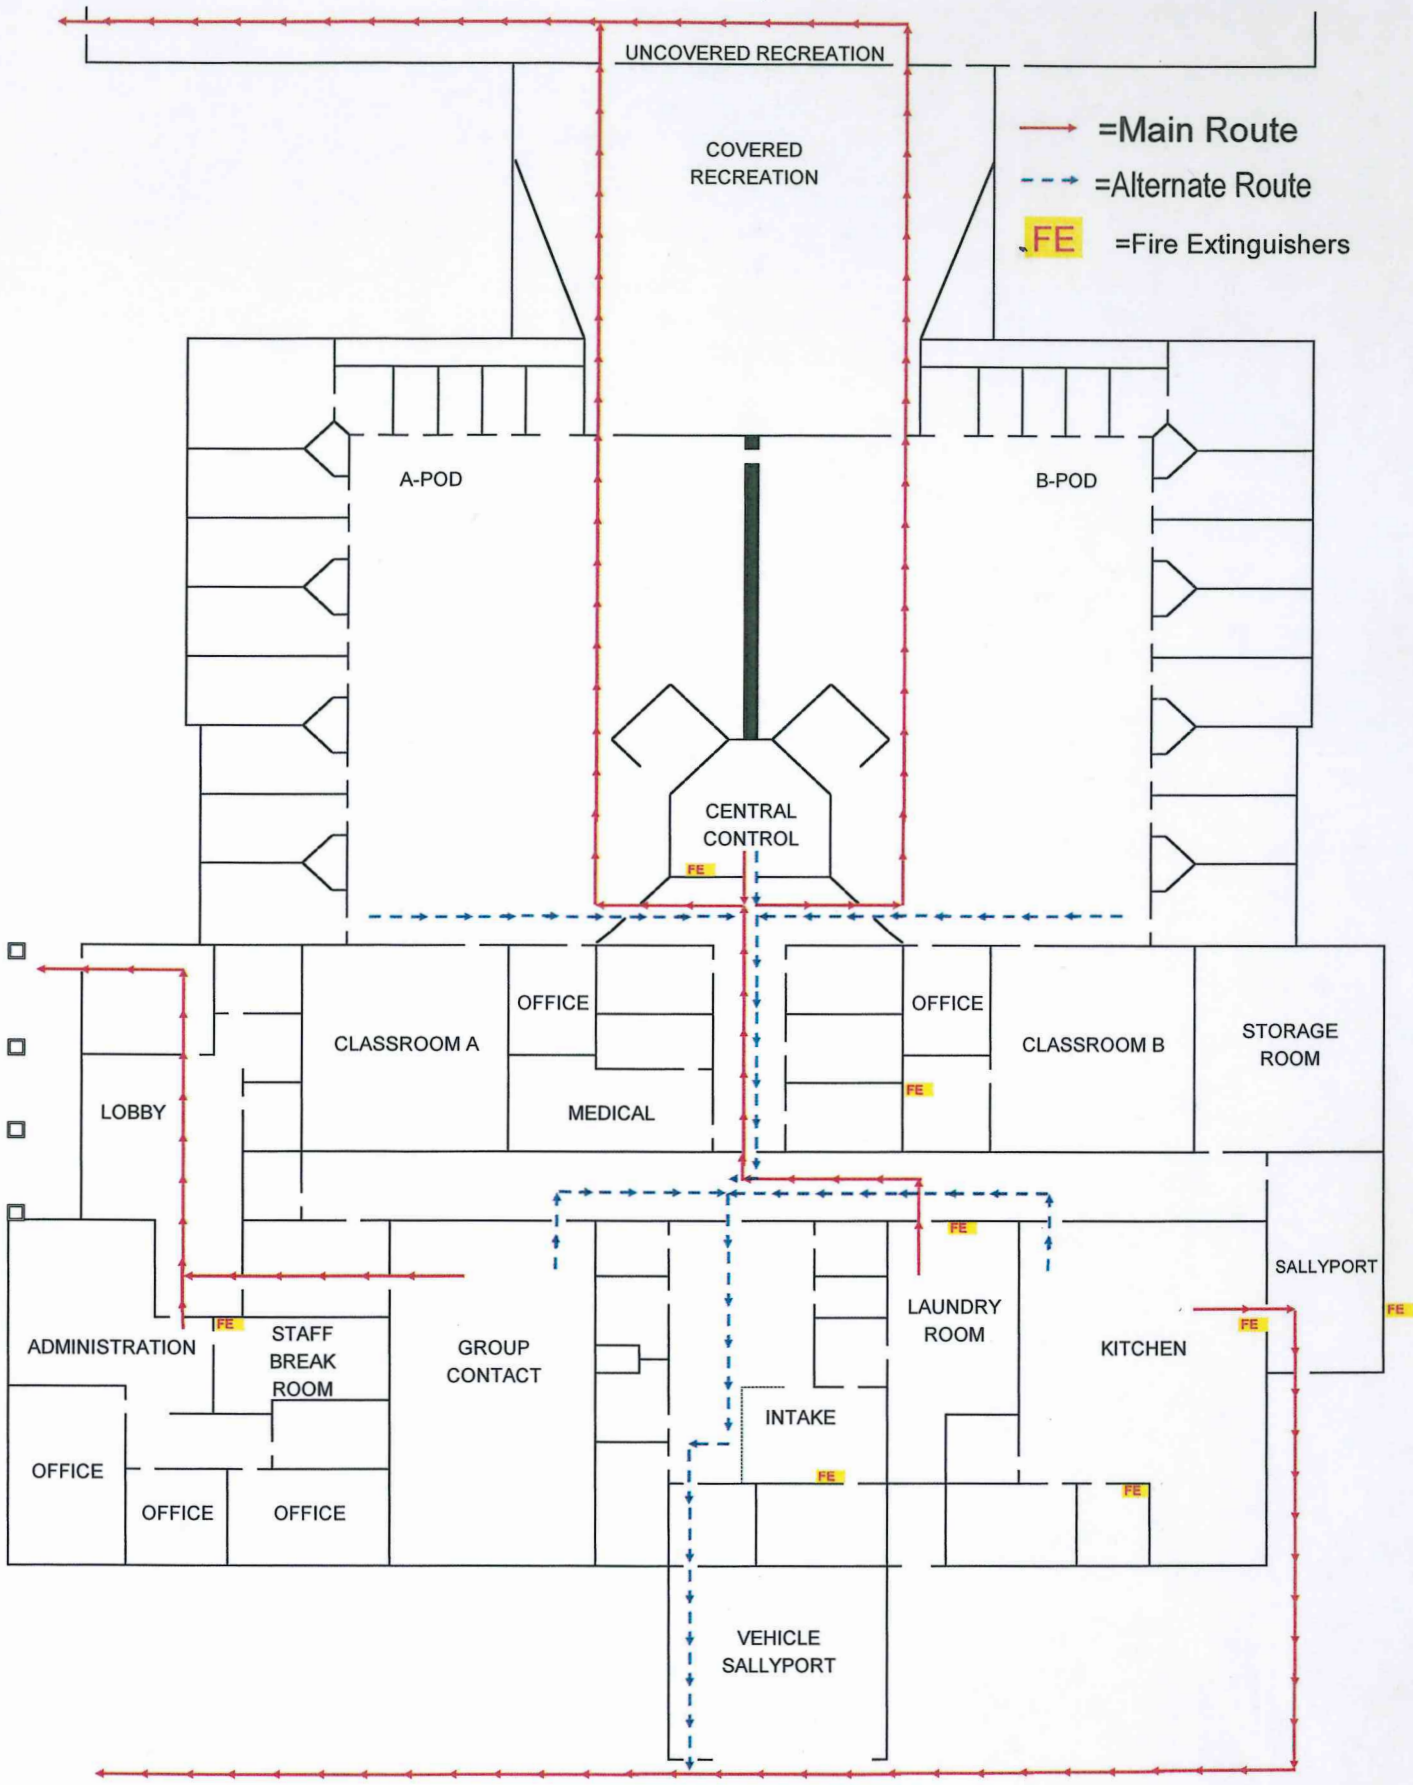 UNCOVERED RECREATION
COVERED
RECREATION
=Main Route
=Alternate Route
FE =Fire Extinguishers
A-POD
B-POD
CENTRAL
CONTROL
FE
OFFICE
OFFICE
CLASSROOM A
CLASSROOM B
STORAGE
ROOM
FE
LOBBY
MEDICAL
FE
SALLYPORT
LAUNDRY
ROOM
FE
FE
FE
ADMINISTRATION
STAFF
BREAK
ROOM
GROUP
CONTACT
KITCHEN
INTAKE
OFFICE
FE
FE
OFFICE
OFFICE
VEHICLE
SALLYPORT